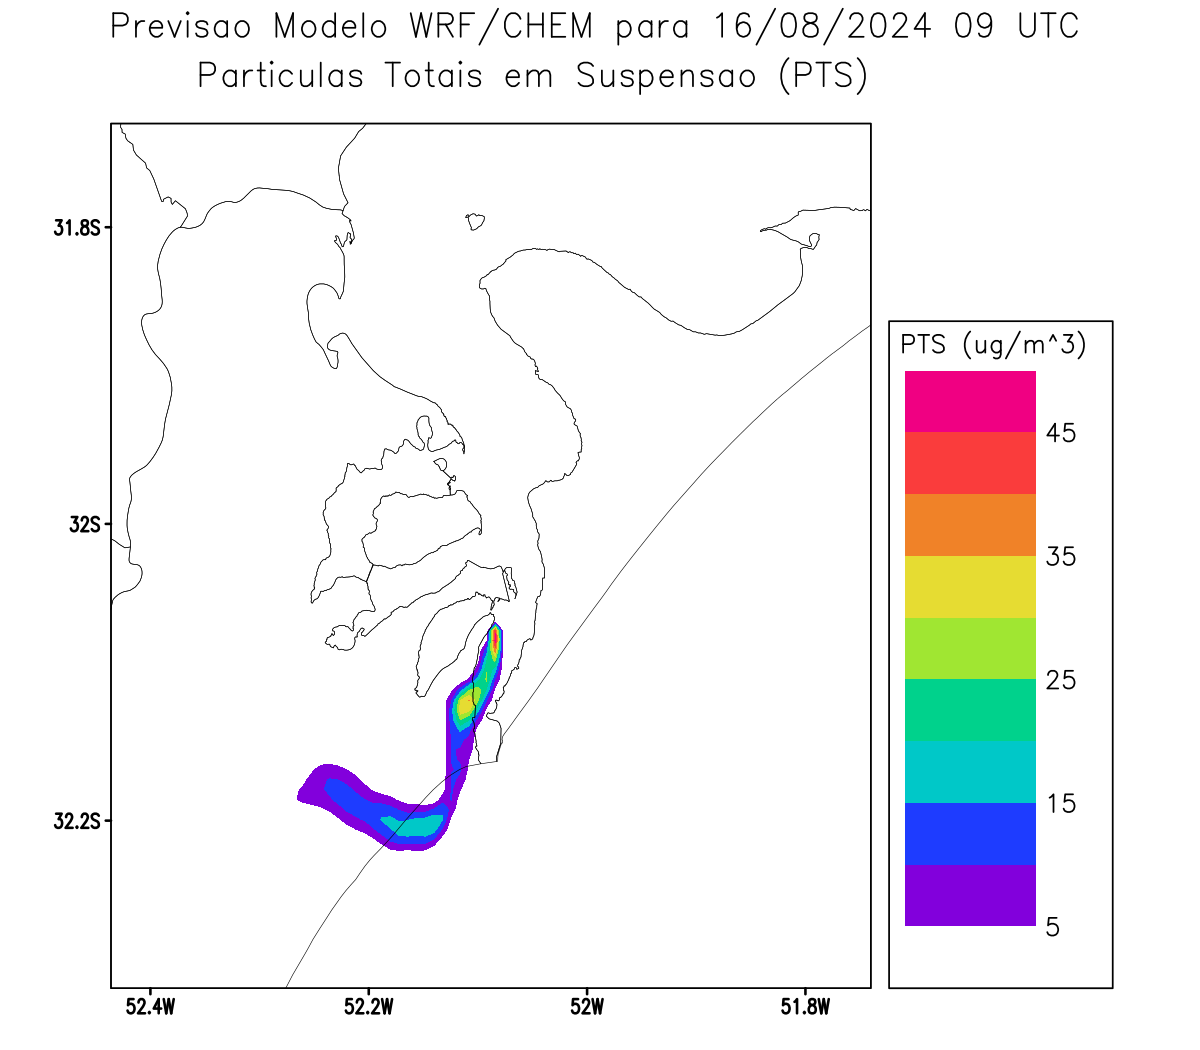 Previsao Modelo WRF/CHEM para 16/08/2024 09 UTC
Particulas Totais em Suspensao (PTS)
31.8S
32S
32.2S
52.4W
52.2W
52W
51.8W
PTS (ug/m^3)
45
35
25
15
5